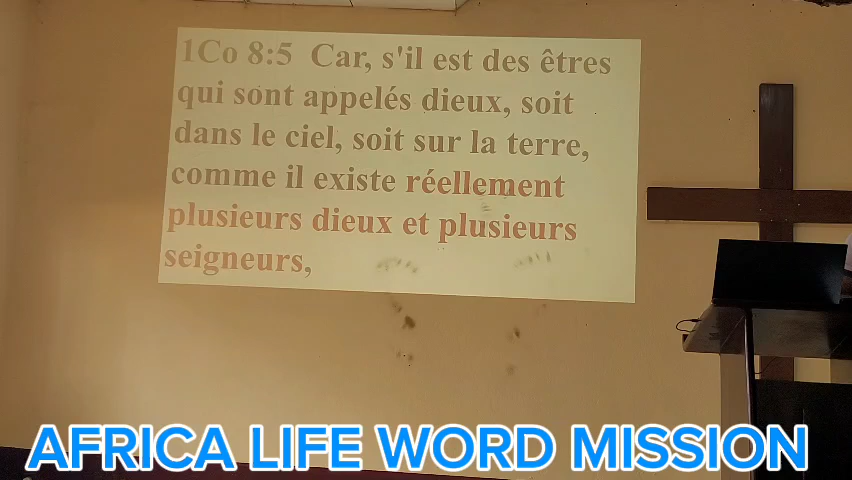 1Co 8:5 Car, s'il est des êtres
qui sont appelés dieux, soit
dans le ciel, soit sur la terre,
comme il existe réellement
plusieurs dieux et plusieurs
seigneurs,
AFRICA LIFE WORD MISSION